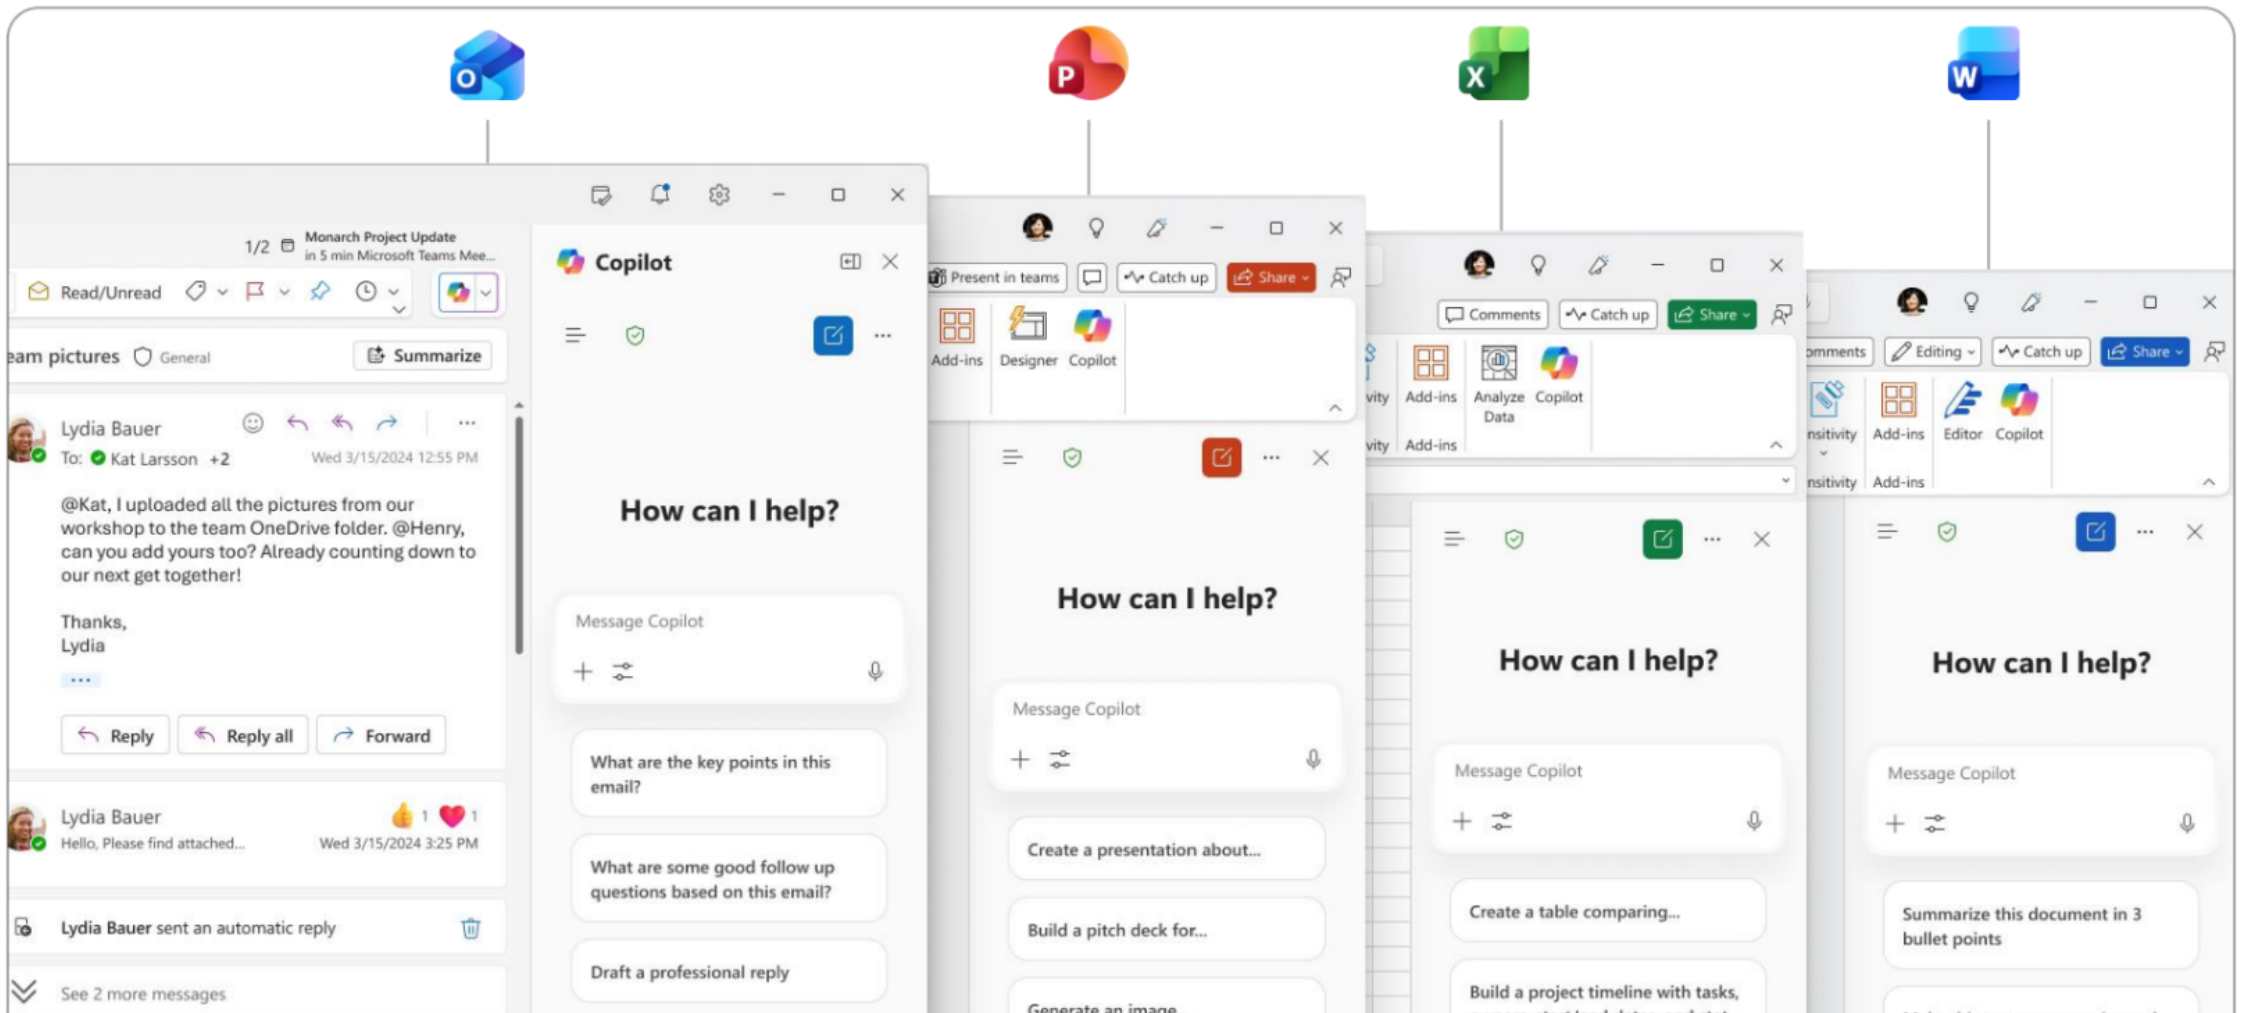 O
P
X
W
1/2
Monarch Project Update
in 5 min Microsoft Teams Mee...
Read/Unread
pictures
General
Summarize
Lydia Bauer
To: Kat Larsson +2
Wed 3/15/2024 12:55 PM
@Kat, I uploaded all the pictures from our
workshop to the team OneDrive folder. @Henry,
can you add yours too? Already counting down to
our next get together!
Thanks,
Lydia
...
Reply
Reply all
Forward
Lydia Bauer
1
1
Hello, Please find attached...
Wed 3/15/2024 3:25 PM
Lydia Bauer sent an automatic reply
See 2 more messages
Copilot
How can I help?
Message Copilot
What are the key points in this
email?
What are some good follow up
questions based on this email?
Draft a professional reply
Present in teams
Catch up
Share
Add-ins
Designer
Copilot
How can I help?
Message Copilot
Create a presentation about...
Build a pitch deck for...
Generate an image
Comments
Catch up
Share
vity
Add-ins
Analyze
Data
Copilot
vity
Add-ins
How can I help?
Message Copilot
Create a table comparing...
Build a project timeline with tasks,
omments
Editing
Catch up
Share
nsitivity
Add-ins
Editor
Copilot
nsitivity
Add-ins
How can I help?
Message Copilot
Summarize this document in 3
bullet points